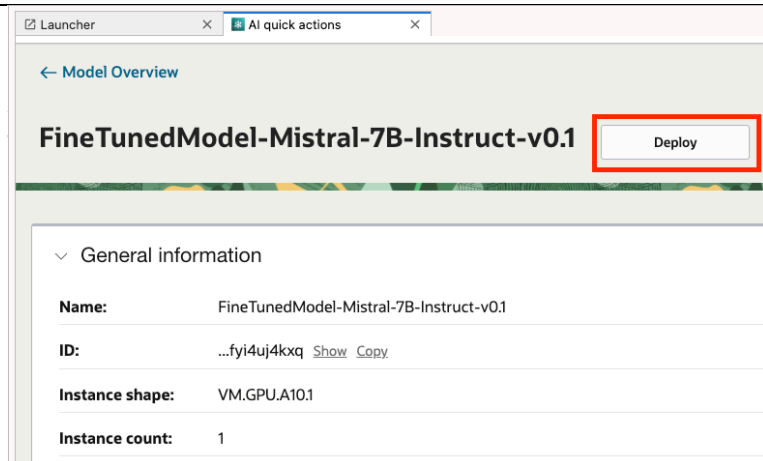 Launcher
AI quick actions
← Model Overview
FineTunedModel-Mistral-7B-Instruct-v0.1 Deploy
General information
Name: FineTunedModel-Mistral-7B-Instruct-v0.1
ID: ...fyi4uj4kxq Show Copy
Instance shape: VM.GPU.A10.1
Instance count: 1